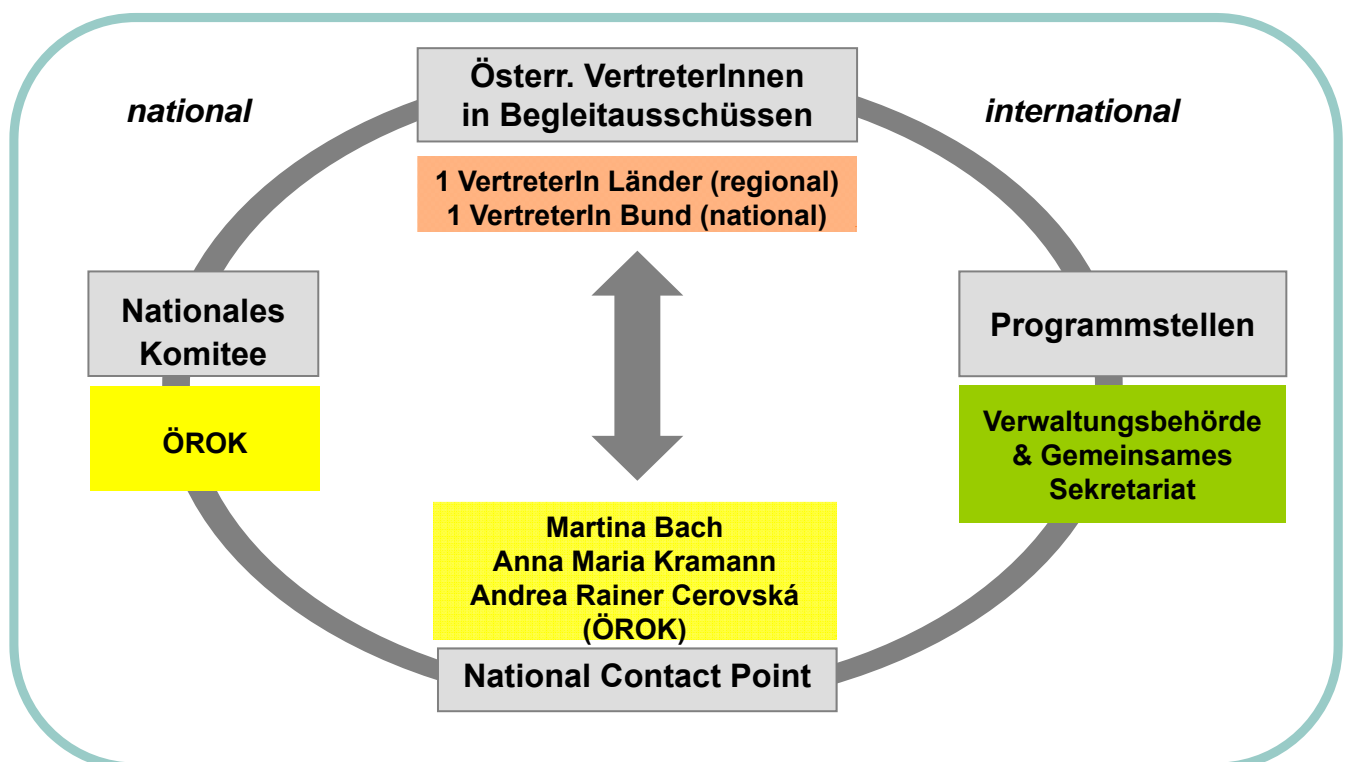 national
international
Österr. VertreterInnen
in Begleitausschüssen
1 VertreterIn Länder (regional)
1 VertreterIn Bund (national)
Nationales
Komitee
ÖROK
Programmstellen
Verwaltungsbehörde
& Gemeinsames
Sekretariat
Martina Bach
Anna Maria Kramann
Andrea Rainer Cerovská
(ÖROK)
National Contact Point